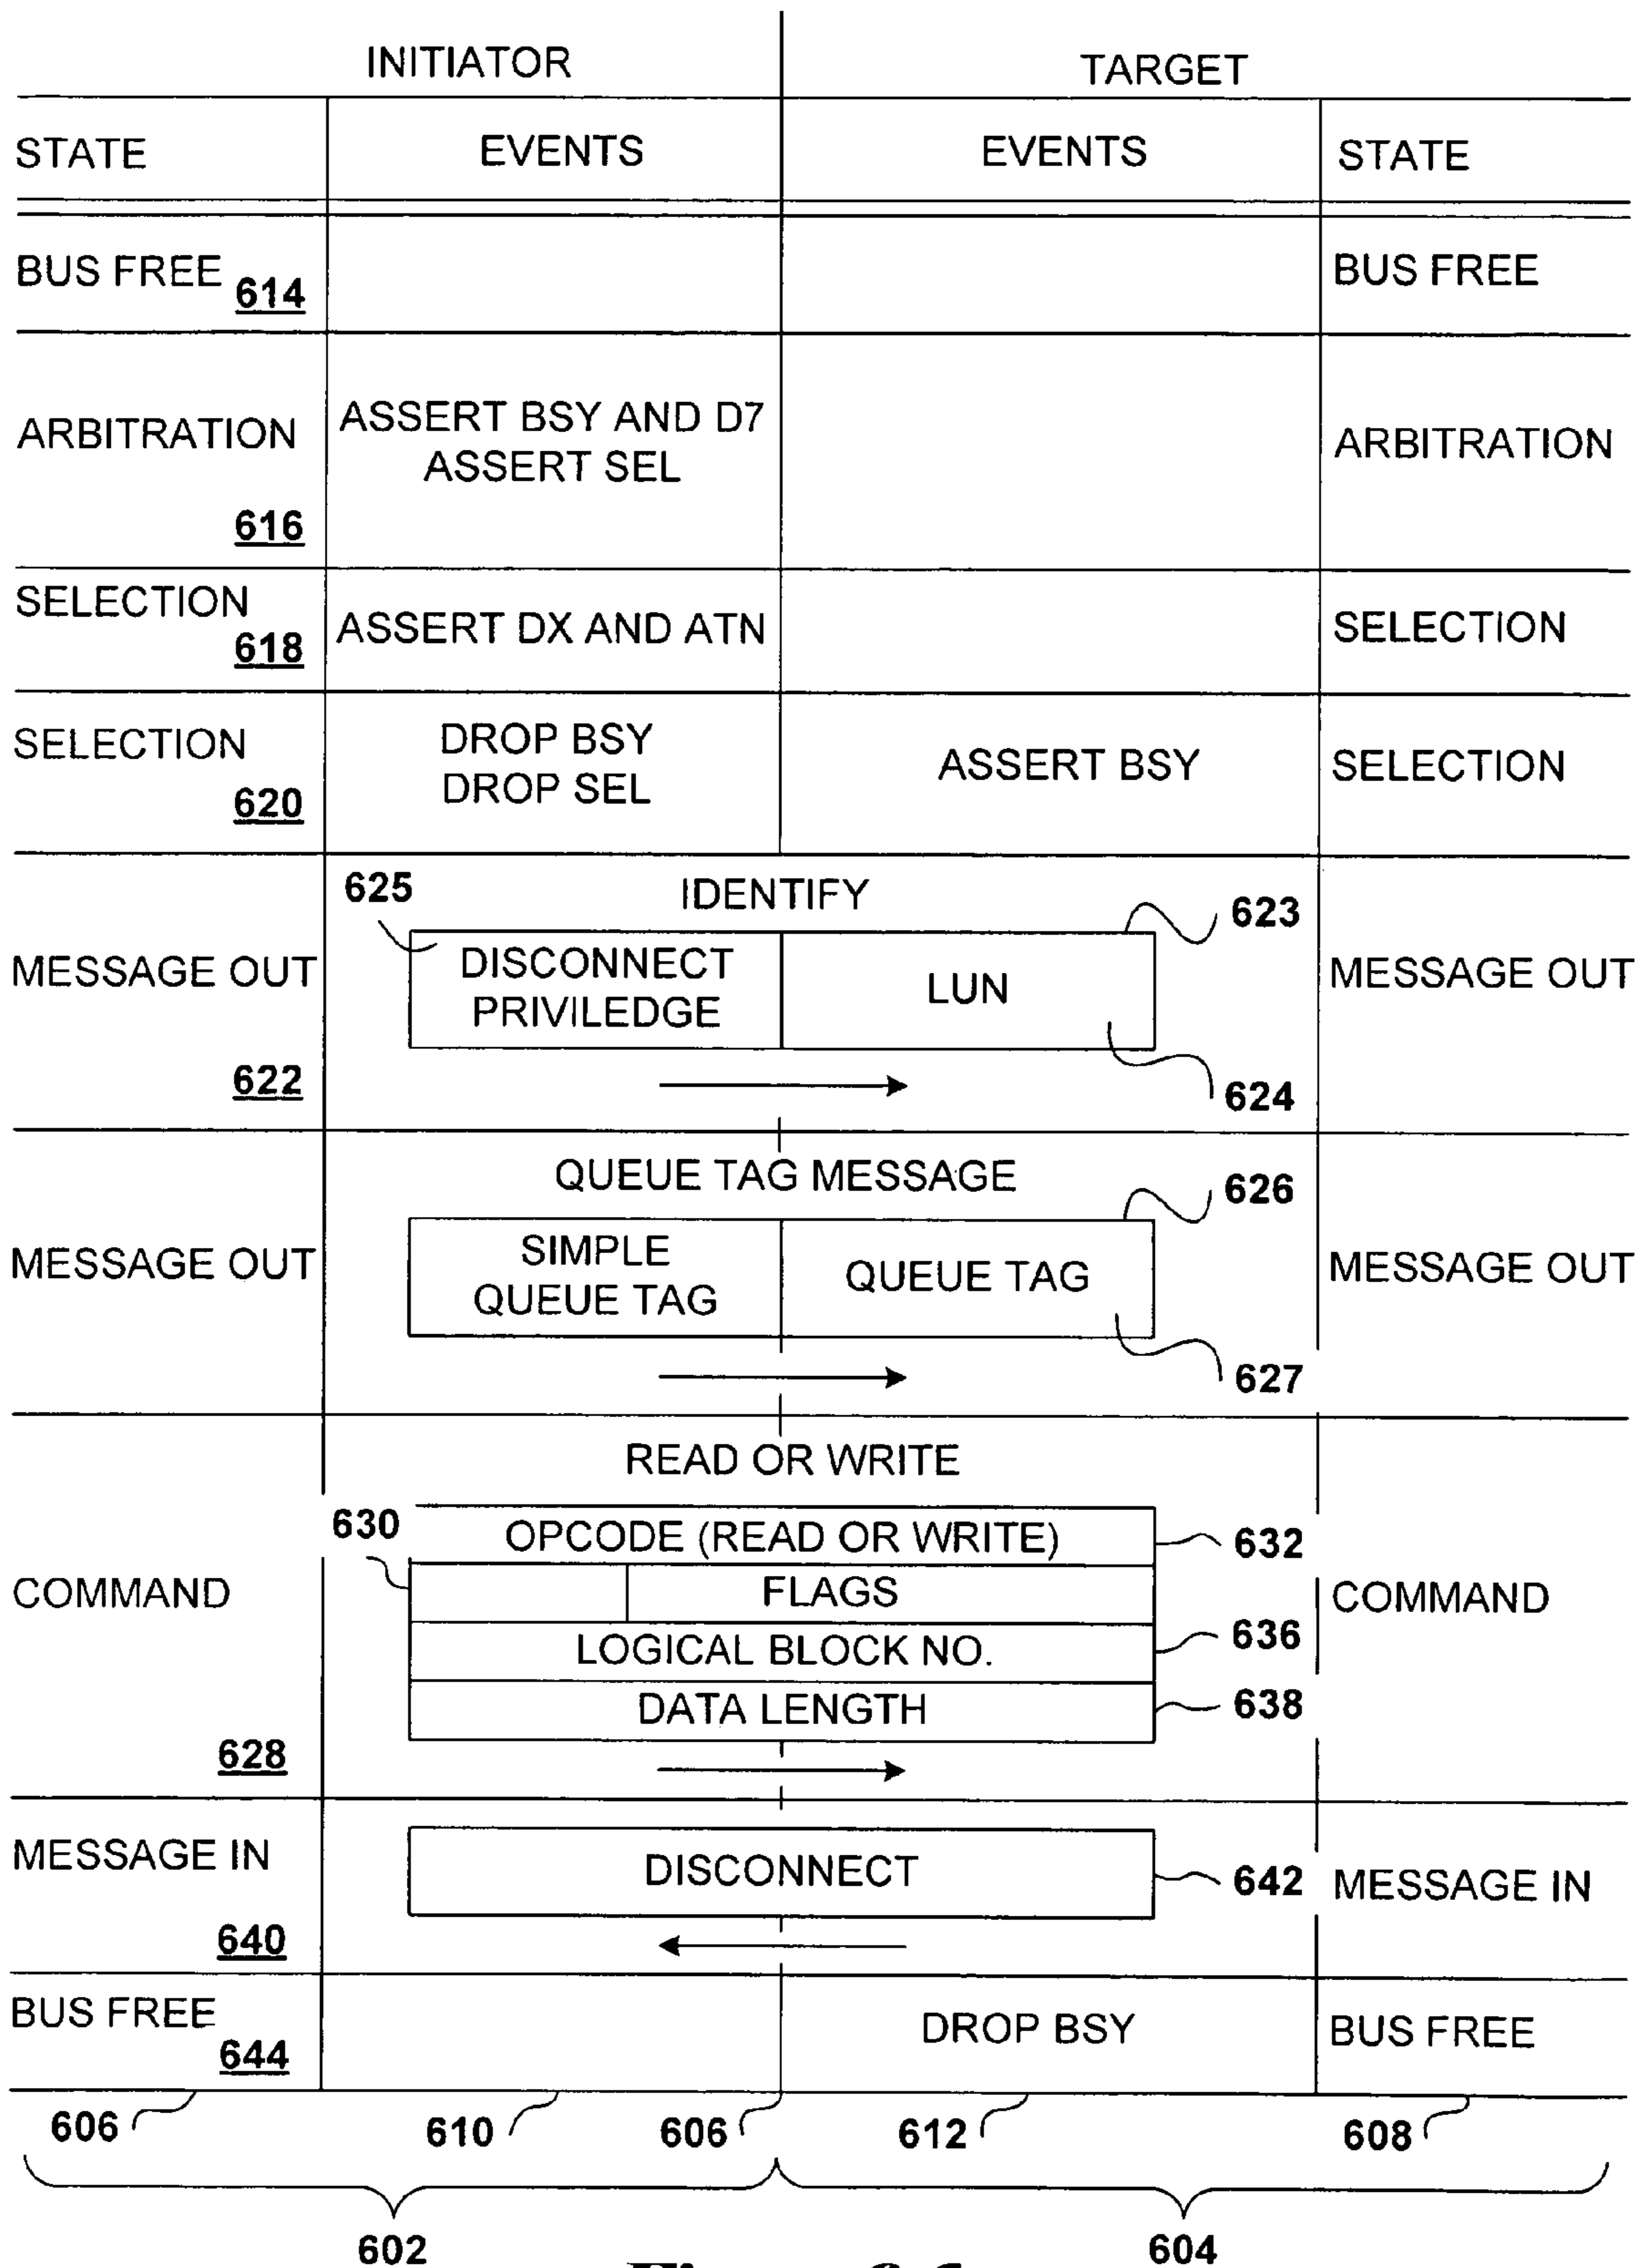 INITIATOR
TARGET
STATE
EVENTS
EVENTS
STATE
BUS FREE
614
BUS FREE
ARBITRATION
616
ASSERT BSY AND D7
ASSERT SEL
ARBITRATION
SELECTION
618
ASSERT DX AND ATN
SELECTION
SELECTION
620
DROP BSY
DROP SEL
ASSERT BSY
SELECTION
MESSAGE OUT
622
625
IDENTIFY
623
DISCONNECT
PRIVILEDGE
LUN
624
MESSAGE OUT
MESSAGE OUT
QUEUE TAG MESSAGE
626
SIMPLE
QUEUE TAG
QUEUE TAG
627
MESSAGE OUT
COMMAND
628
READ OR WRITE
630
OPCODE (READ OR WRITE)
632
FLAGS
LOGICAL BLOCK NO.
636
DATA LENGTH
638
COMMAND
MESSAGE IN
640
DISCONNECT
642
MESSAGE IN
BUS FREE
644
DROP BSY
BUS FREE
606
610
606
612
608
602
604